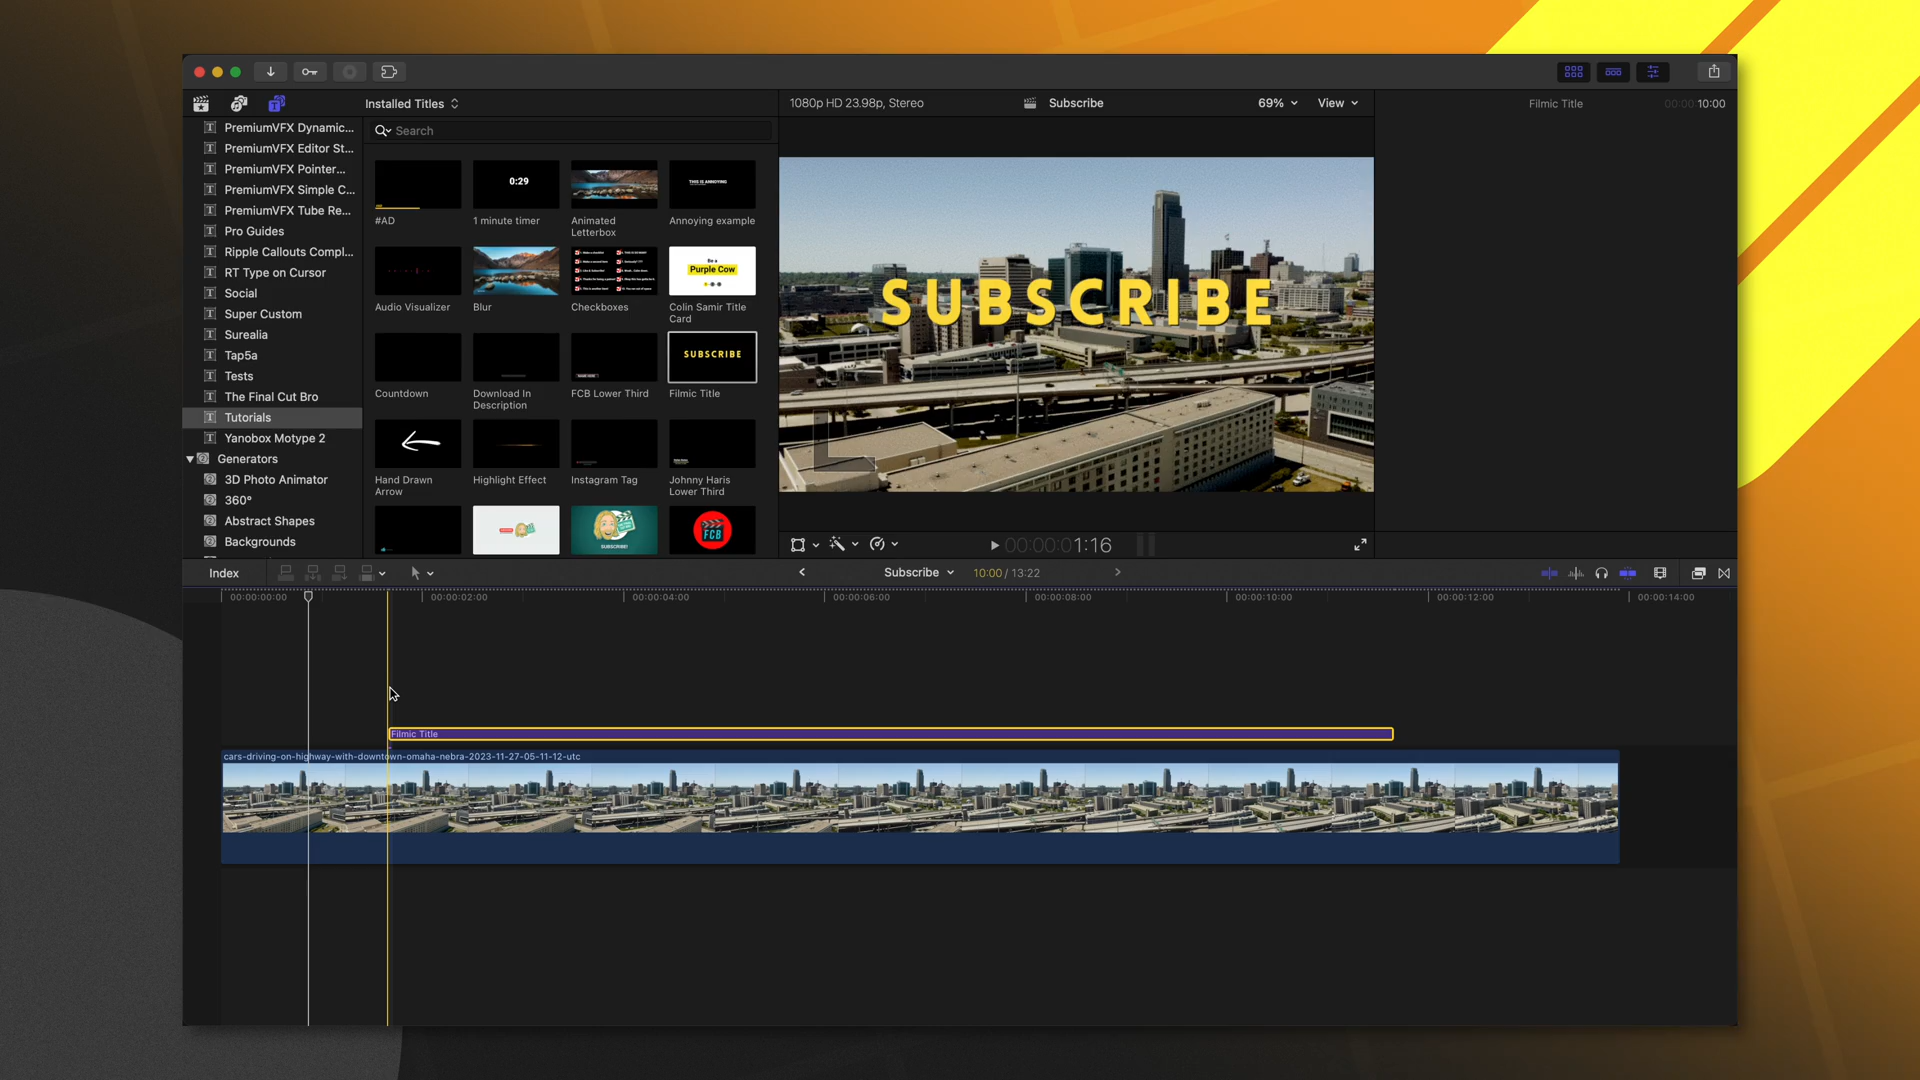 Installed Titles
1080p HD 23.98p, Stereo
Subscribe
69%
View
Filmic Title
00:00:10:00
PremiumVFX Dynamic...
PremiumVFX Editor St...
PremiumVFX Pointer...
PremiumVFX Simple C...
PremiumVFX Tube Re...
Pro Guides
Ripple Callouts Compl...
RT Type on Cursor
Social
Super Custom
Surealia
Tap5a
Tests
The Final Cut Bro
Tutorials
Yanobox Motype 2
Generators
3D Photo Animator
360°
Abstract Shapes
Backgrounds
Search
#AD
0:29
1 minute timer
Animated
Letterbox
THIS IS ANNOYING
Annoying example
Audio Visualizer
Blur
Checkboxes
Be a
Purple Cow
Colin Samir Title
Card
Countdown
Download In
Description
FCB Lower Third
SUBSCRIBE
Filmic Title
Hand Drawn
Arrow
Highlight Effect
Instagram Tag
Johnny Haris
Lower Third
SUBSCRIBE!
FCB
SUBSCRIBE
00:00:01:16
Index
Subscribe
10:00 / 13:22
00:00:00:00
00:00:02:00
00:00:04:00
00:00:06:00
00:00:08:00
00:00:10:00
00:00:12:00
00:00:14:00
Filmic Title
cars-driving-on-highway-with-downtown-omaha-nebra-2023-11-27-05-11-12-utc